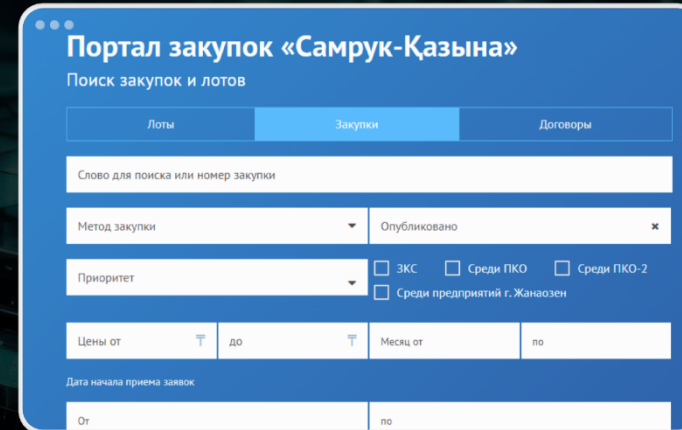 Портал закупок «Самрук-Қазына»
Поиск закупок и лотов
Лоты Закупки Договоры
Слово для поиска или номер закупки
Метод закупки Опубликовано
Приоритет ЗКС Среди ПКО Среди ПКО-2
Среди предприятий г. Жанаозен
Цены от ₸ до ₸ Месяц от по
Дата начала приема заявок
От по